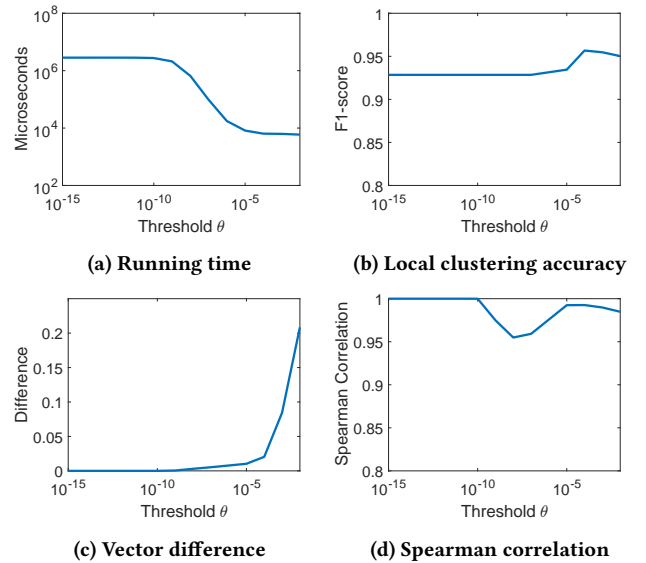 10^8
10^6
10^4
10^2
Microseconds
10^-15
10^-10
10^-5
Threshold θ
(a) Running time
1
0.95
0.9
0.85
0.8
F1-score
10^-15
10^-10
10^-5
Threshold θ
(b) Local clustering accuracy
0.2
0.15
0.1
0.05
0
Difference
10^-15
10^-10
10^-5
Threshold θ
(c) Vector difference
1
0.95
0.9
0.85
0.8
Spearman Correlation
10^-15
10^-10
10^-5
Threshold θ
(d) Spearman correlation